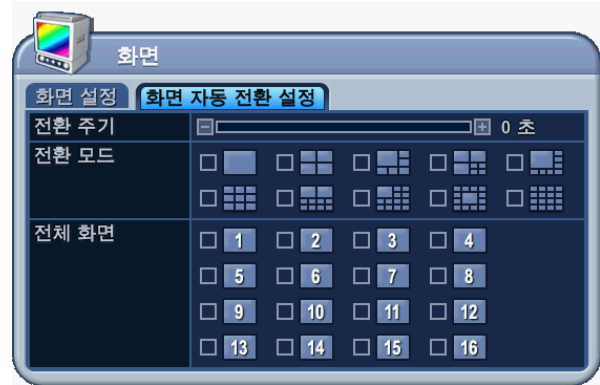 화면
화면 설정 화면 자동 전환 설정
전환 주기 0 초
전환 모드
전체 화면 1 2 3 4
5 6 7 8
9 10 11 12
13 14 15 16